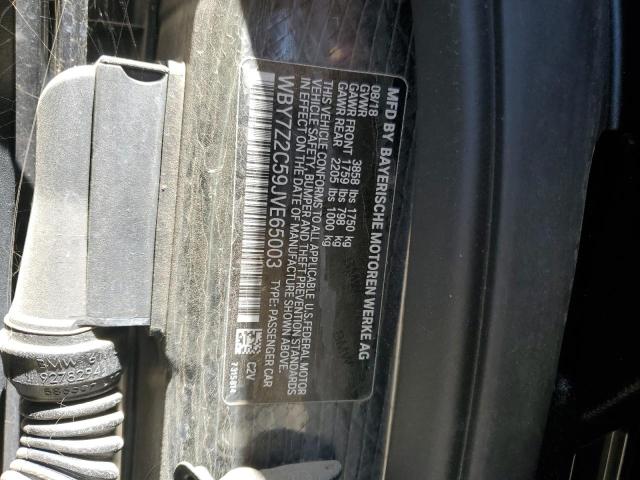 MFD BY BAYERISCHE MOTOREN WERKE AG
08/18
GVWR 3858 lbs 1750 kg
GAWR FRONT 1759 lbs 798 kg
GAWR REAR 2205 lbs 1000 kg
THIS VEHICLE CONFORMS TO ALL APPLICABLE U.S. FEDERAL MOTOR
VEHICLE SAFETY, BUMPER AND THEFT PREVENTION STANDARDS
IN EFFECT ON THE DATE OF MANUFACTURE SHOWN ABOVE.
WBY7Z2C59JVE65003 TYPE: PASSENGER CAR
C2V
BMW
9278294